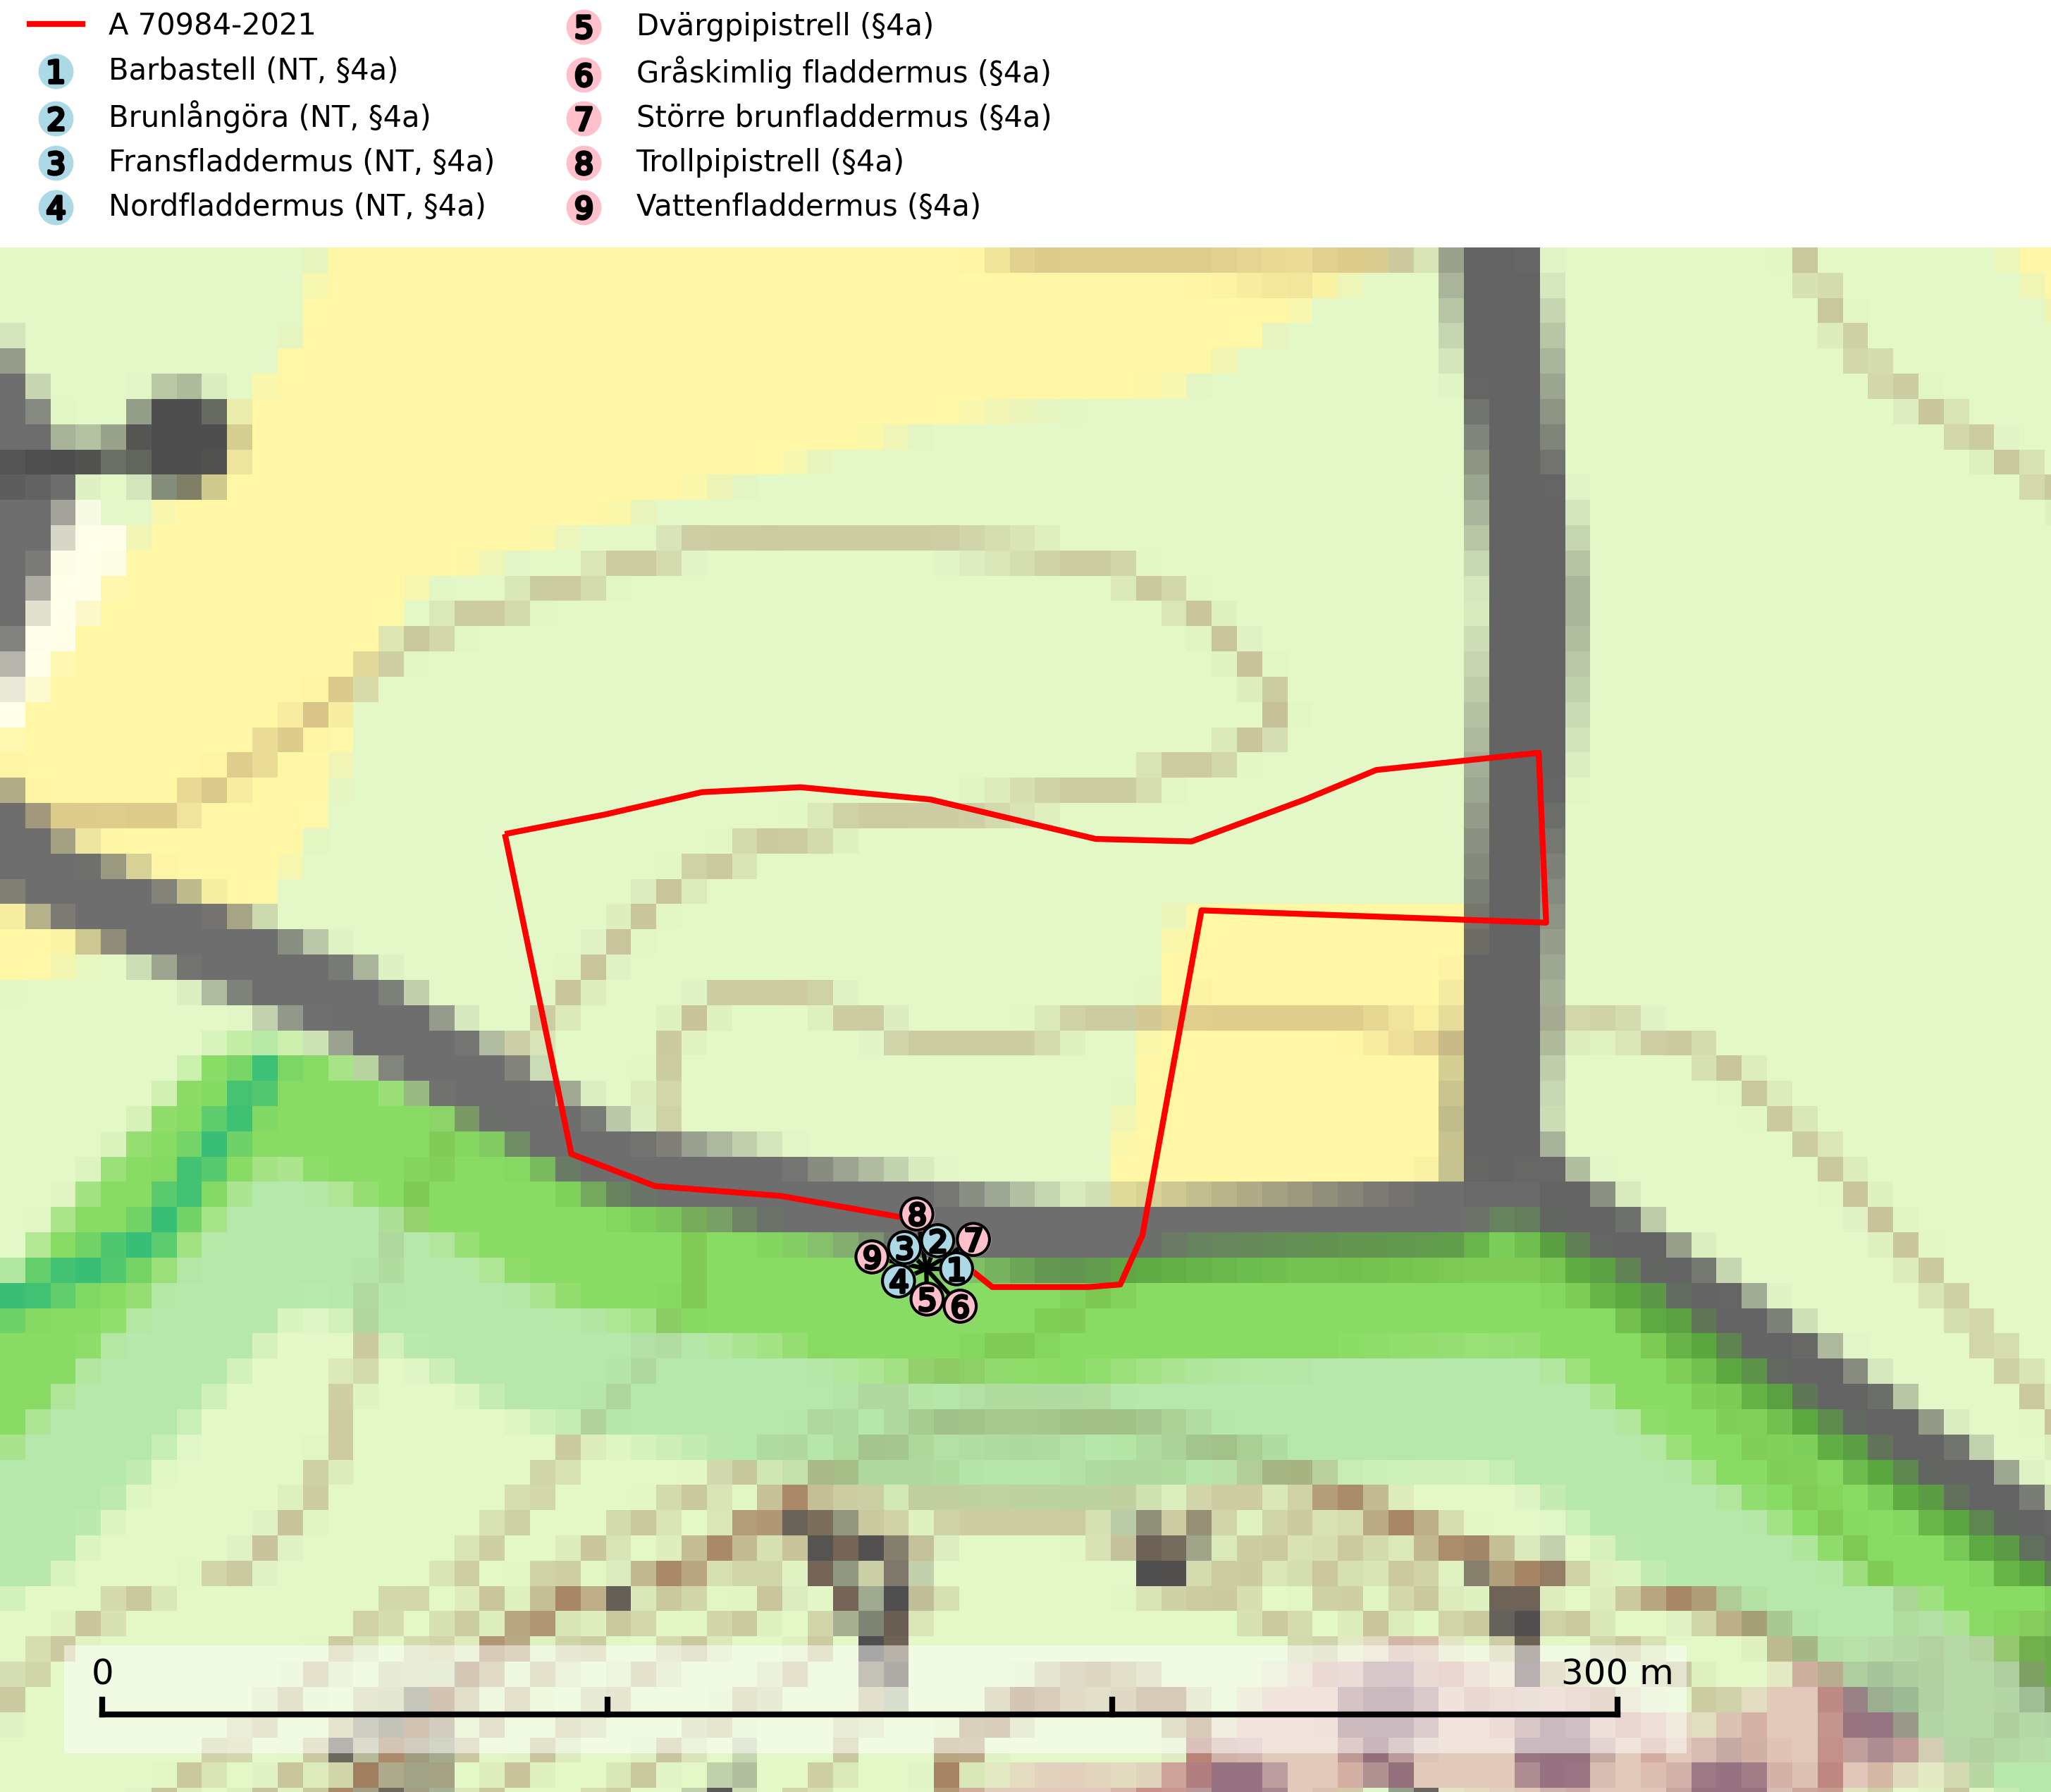 A 70984-2021
1 Barbastell (NT, §4a)
2 Brunlångöra (NT, §4a)
3 Fransfladdermus (NT, §4a)
4 Nordfladdermus (NT, §4a)
5 Dvärgpipistrell (§4a)
6 Gråskimlig fladdermus (§4a)
7 Större brunfladdermus (§4a)
8 Trollpipistrell (§4a)
9 Vattenfladdermus (§4a)
8
3 2 7
9 1
4
5 6
0 300 m